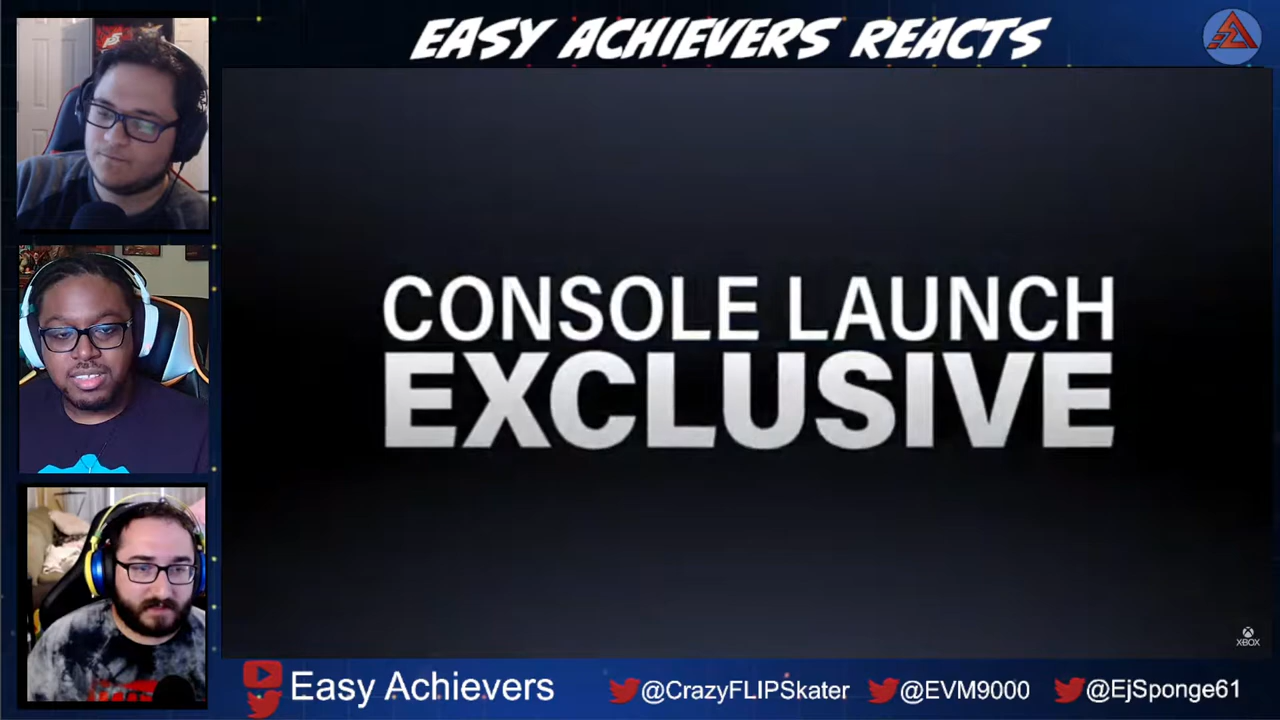 EASY ACHIEVERS REACTS
CONSOLE LAUNCH
EXCLUSIVE
XBOX
Easy Achievers
@CrazyFLIPSkater
@EVM9000
@EjSponge61